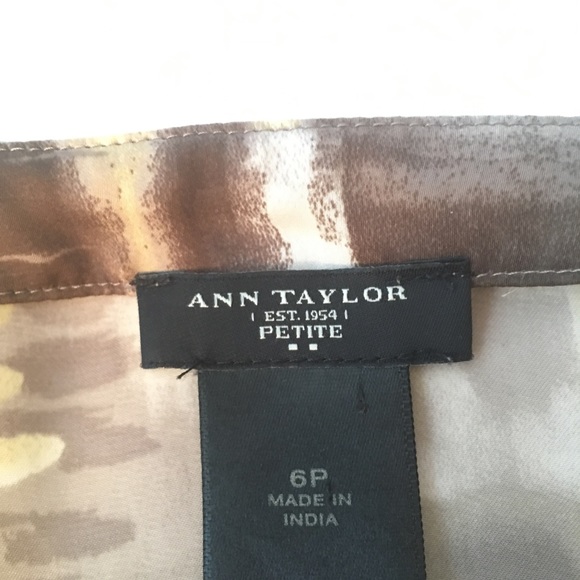 ANN TAYLOR
EST. 1954
PETITE
6P
MADE IN
INDIA